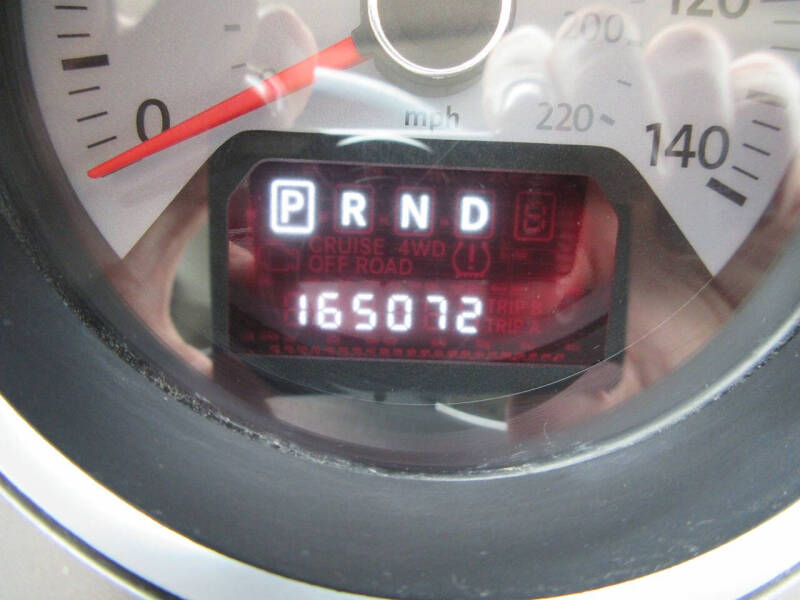 120
200
0
mph
220
140
P R N D
CRUISE 4WD
OFF ROAD
165072
TRIP B
TRIP A